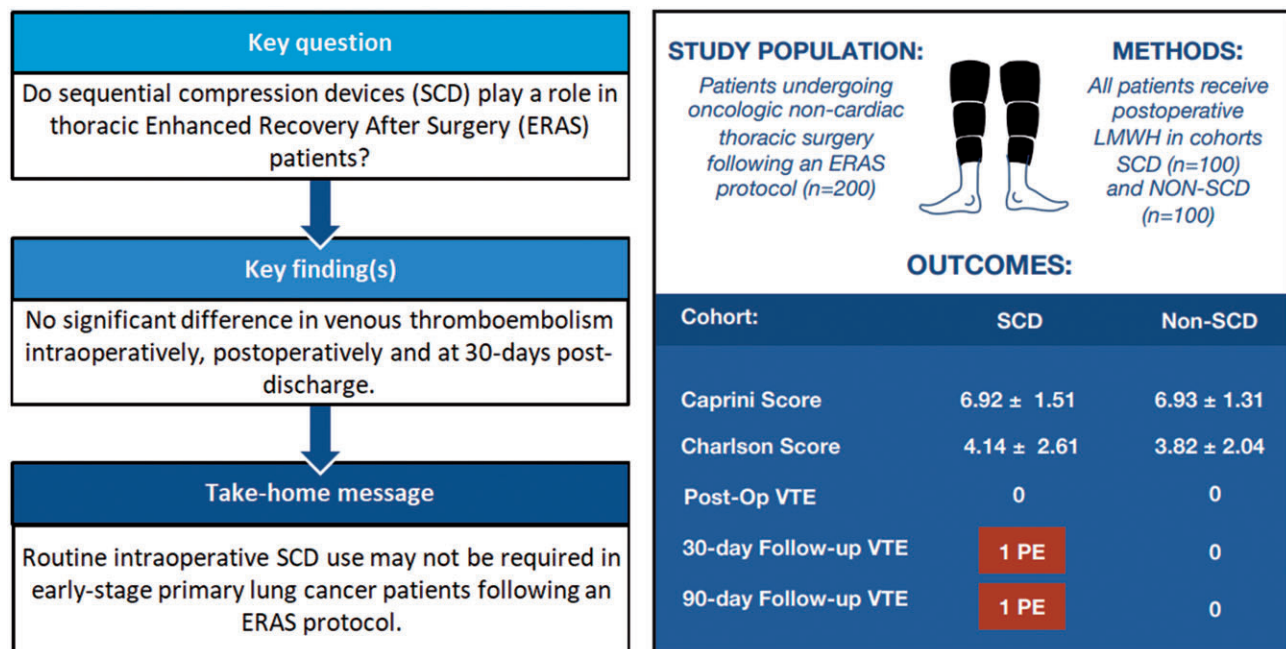 Key question
Do sequential compression devices (SCD) play a role in
thoracic Enhanced Recovery After Surgery (ERAS)
patients?
Key finding(s)
No significant difference in venous thromboembolism
intraoperatively, postoperatively and at 30-days post-
discharge.
Take-home message
Routine intraoperative SCD use may not be required in
early-stage primary lung cancer patients following an
ERAS protocol.
STUDY POPULATION:
Patients undergoing
oncologic non-cardiac
thoracic surgery
following an ERAS
protocol (n=200)
METHODS:
All patients receive
postoperative
LMWH in cohorts
SCD (n=100)
and NON-SCD
(n=100)
OUTCOMES:
Cohort: SCD Non-SCD
Caprini Score 6.92 ± 1.51 6.93 ± 1.31
Charlson Score 4.14 ± 2.61 3.82 ± 2.04
Post-Op VTE 0 0
30-day Follow-up VTE 1 PE 0
90-day Follow-up VTE 1 PE 0